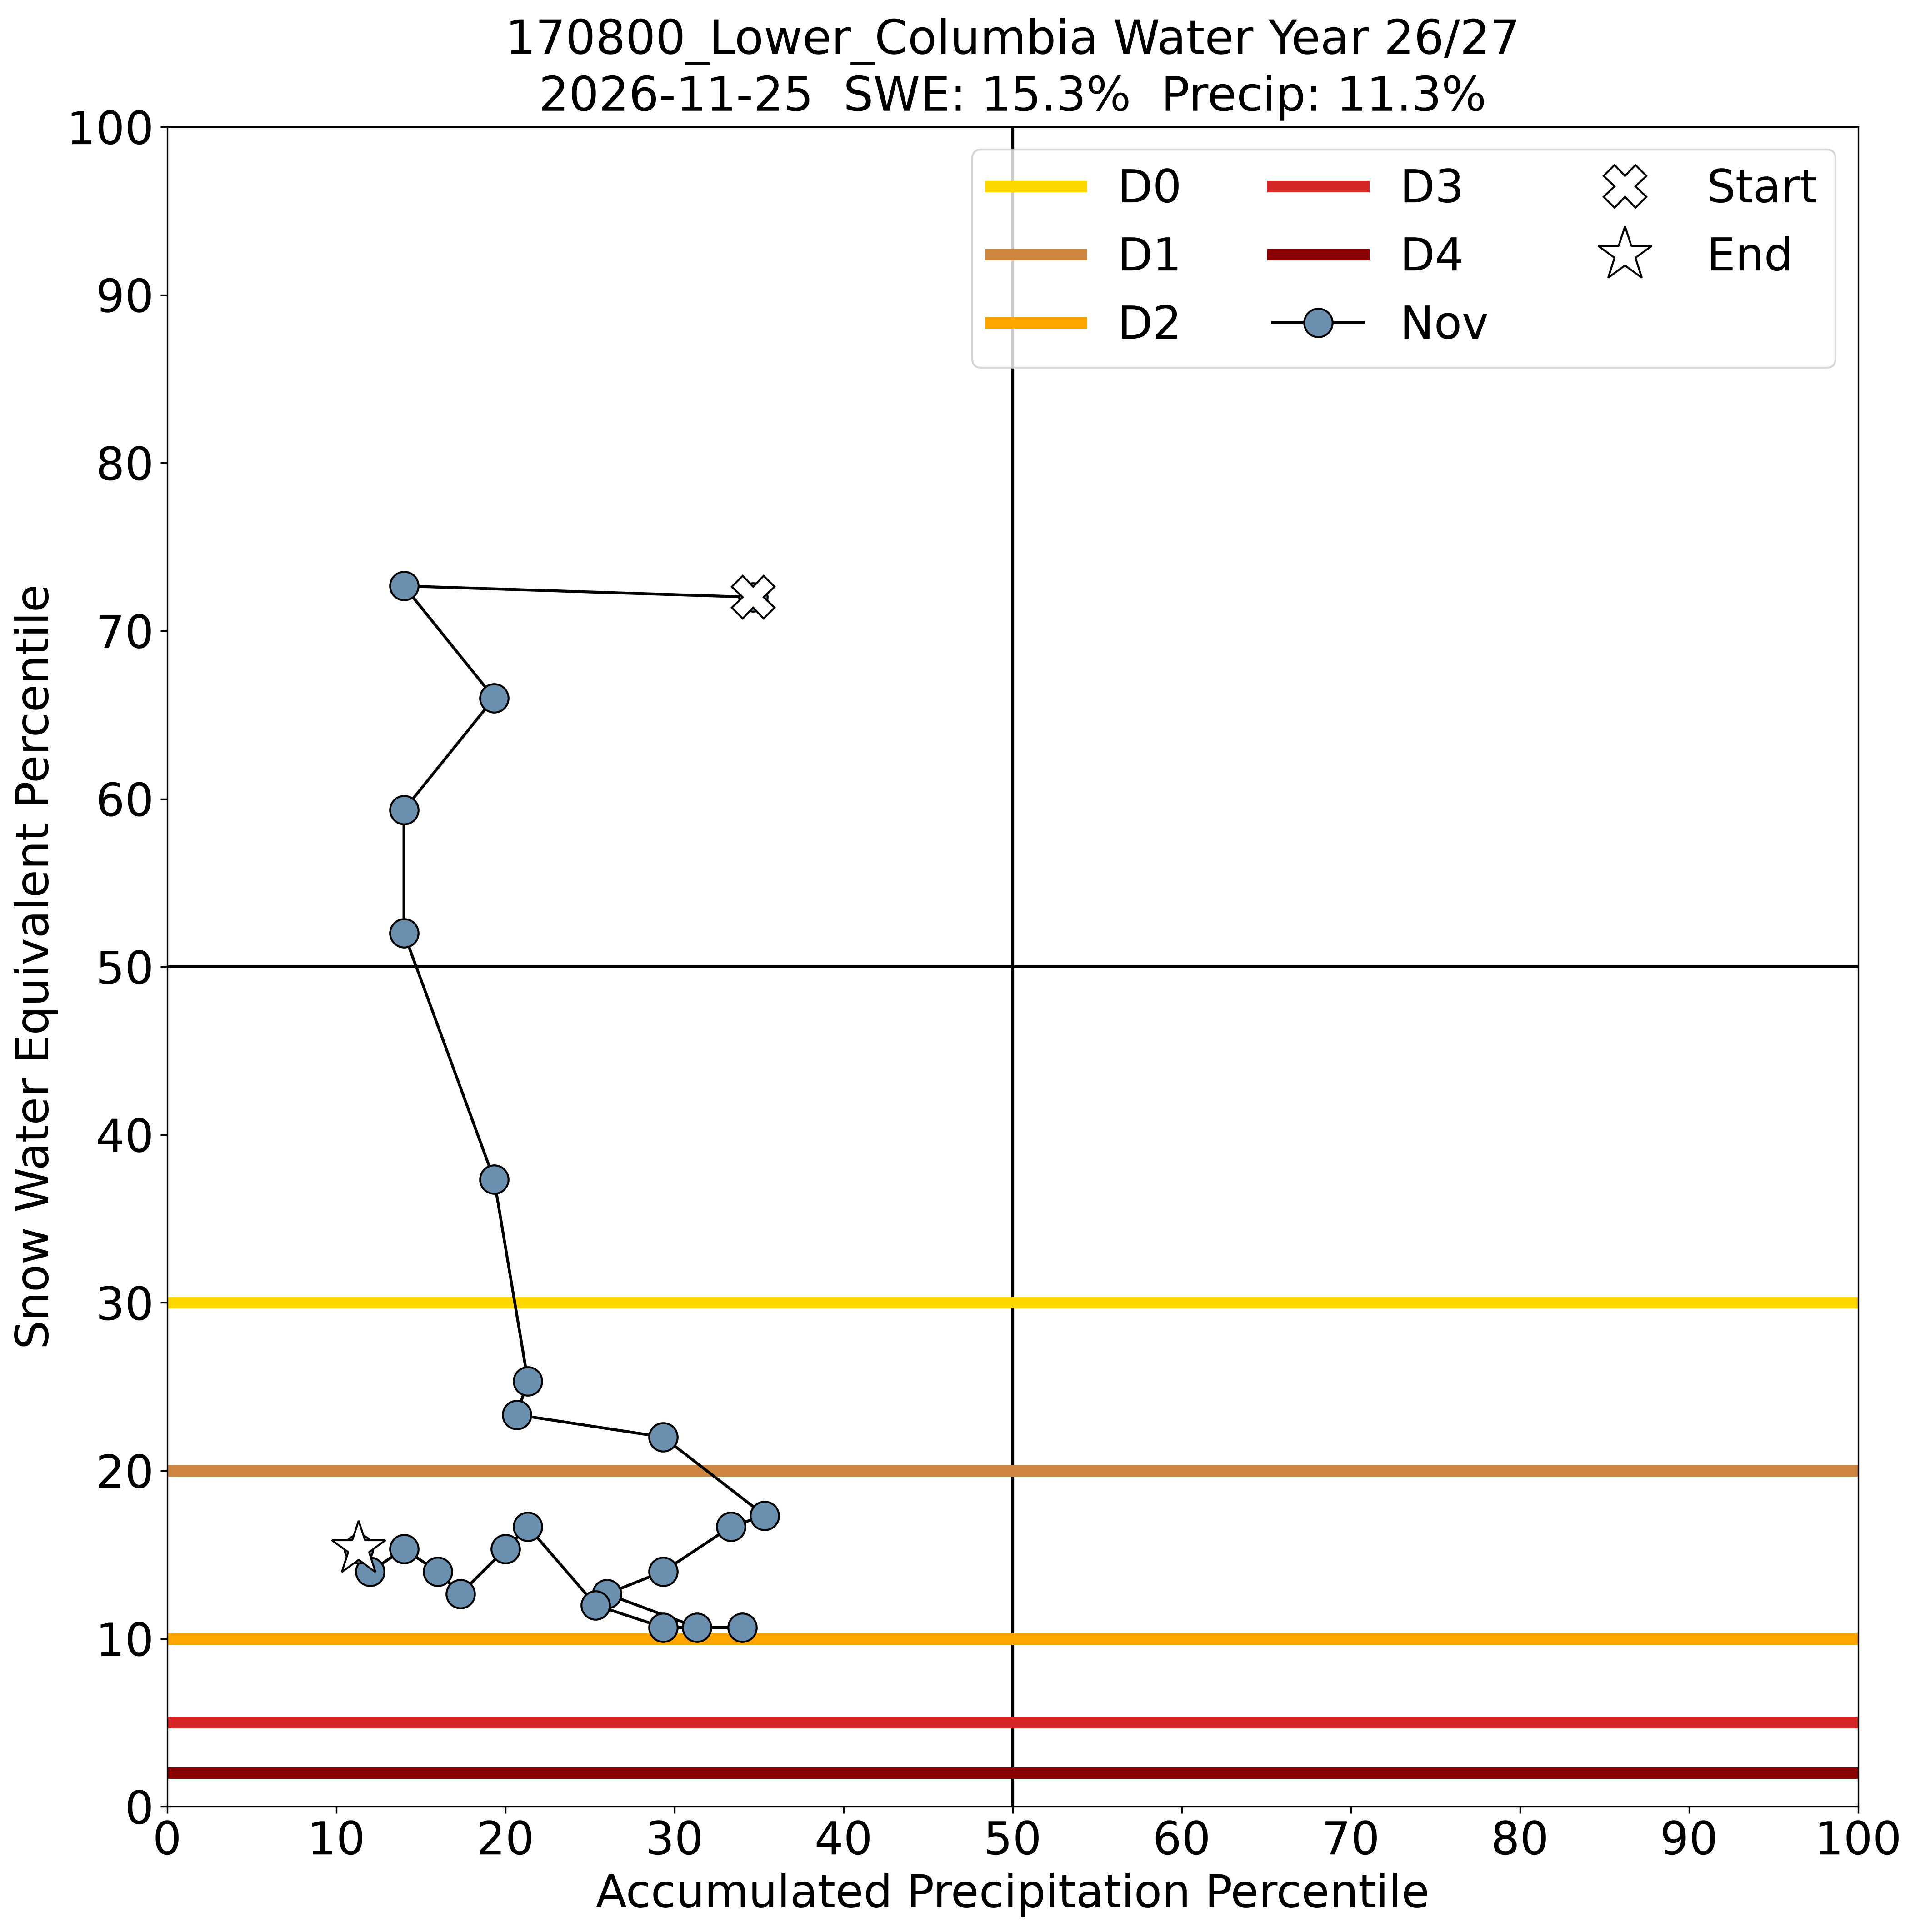 170800_Lower_Columbia Water Year 26/27
2026-11-25  SWE: 15.3%  Precip: 11.3%
D0
D1
D2
D3
D4
Nov
Start
End
Snow Water Equivalent Percentile
100
90
80
70
60
50
40
30
20
10
0
0 10 20 30 40 50 60 70 80 90 100
Accumulated Precipitation Percentile